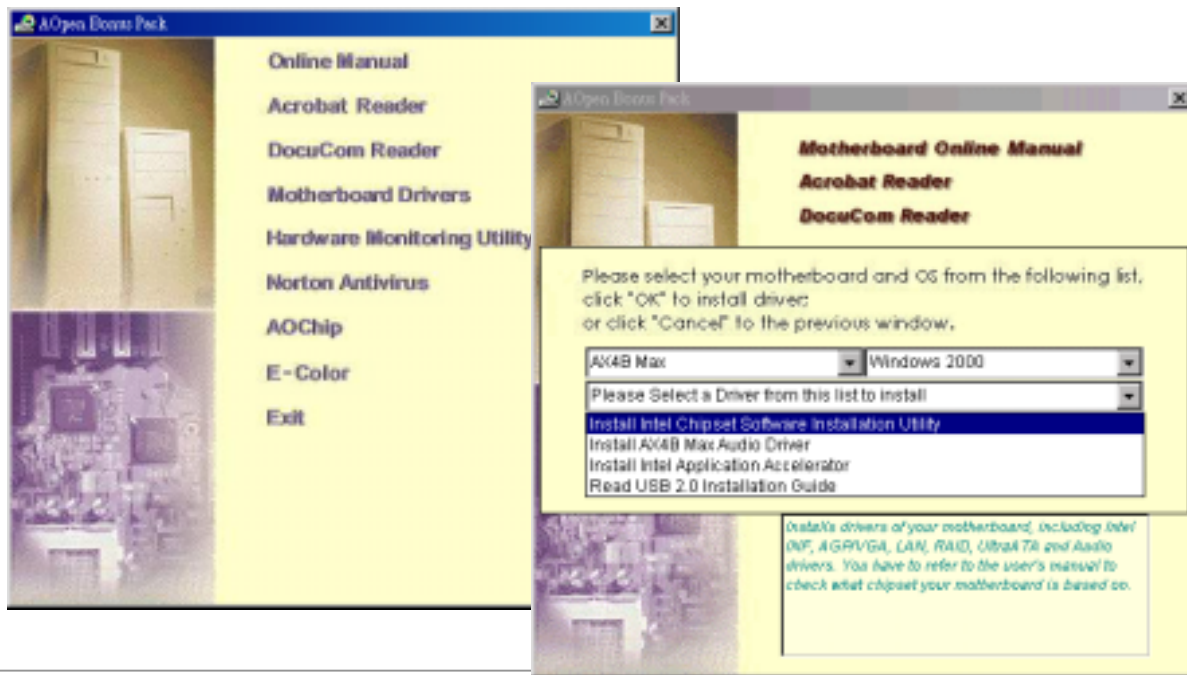 AOpen Bonus Pack
Online Manual
Acrobat Reader
DocuCom Reader
Motherboard Drivers
Hardware Monitoring Utility
Norton Antivirus
AOChip
E-Color
Exit
AOpen Bonus Pack
Motherboard Online Manual
Acrobat Reader
DocuCom Reader
Please select your motherboard and OS from the following list,
click "OK" to install driver;
or click "Cancel" to the previous window.
AX4B Max
Windows 2000
Please Select a Driver from this list to install
Install Intel Chipset Software Installation Utility
Install AX4B Max Audio Driver
Install Intel Application Accelerator
Read USB 2.0 Installation Guide
Installs drivers of your motherboard, including Intel
INF, AGP/VGA, LAN, RAID, UltraATA and Audio
drivers. You have to refer to the user's manual to
check what chipset your motherboard is based on.